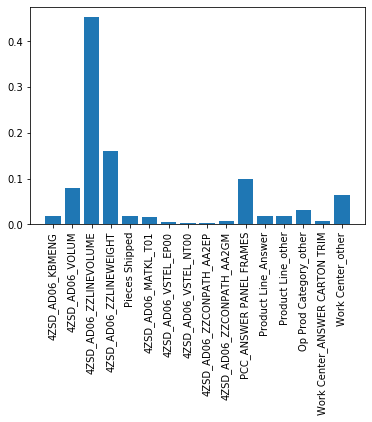 0.4
0.3
0.2
0.1
0.0
4ZSD_AD06_KBMENG
4ZSD_AD06_VOLUM
4ZSD_AD06_ZZLINEVOLUME
4ZSD_AD06_ZZLINEWEIGHT
Pieces Shipped
4ZSD_AD06_MATKL_T01
4ZSD_AD06_VSTEL_EP00
4ZSD_AD06_VSTEL_NT00
4ZSD_AD06_ZZCONPATH_AA2EP
4ZSD_AD06_ZZCONPATH_AA2GM
PCC_ANSWER PANEL FRAMES
Product Line_Answer
Product Line_other
Op Prod Category_other
Work Center_ANSWER CARTON TRIM
Work Center_other